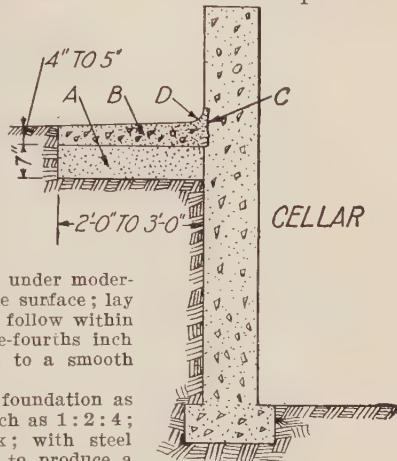 4" TO 5"
A B D C
7"
2'-0" TO 3'-0"
CELLAR
under moder-
e surface; lay
follow within
e-fourths inch
to a smooth
foundation as
ch as 1:2:4;
x; with steel
to produce a